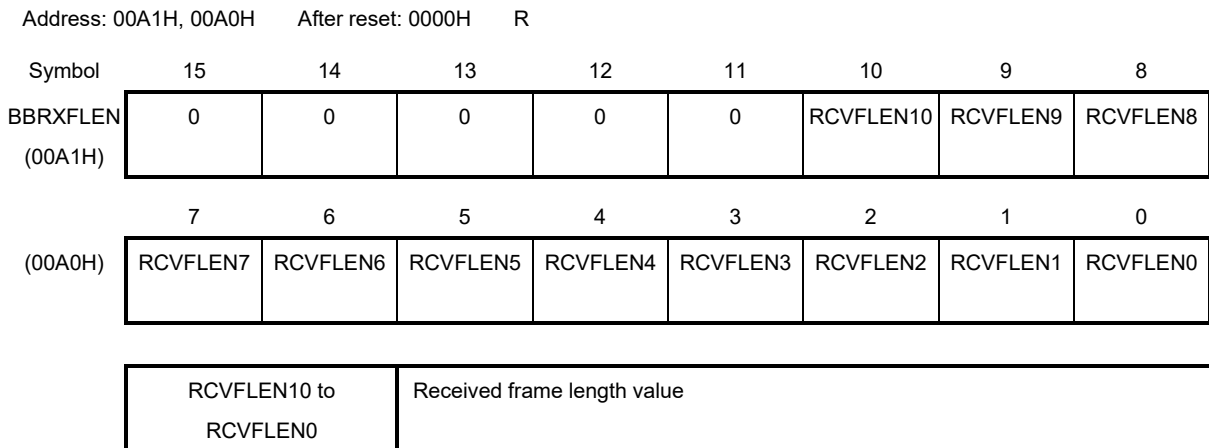 Address: 00A1H, 00A0H After reset: 0000H R
Symbol 15 14 13 12 11 10 9 8
BBRXFLEN 0 0 0 0 0 RCVFLEN10 RCVFLEN9 RCVFLEN8
(00A1H)
7 6 5 4 3 2 1 0
(00A0H) RCVFLEN7 RCVFLEN6 RCVFLEN5 RCVFLEN4 RCVFLEN3 RCVFLEN2 RCVFLEN1 RCVFLEN0
RCVFLEN10 to Received frame length value
RCVFLEN0